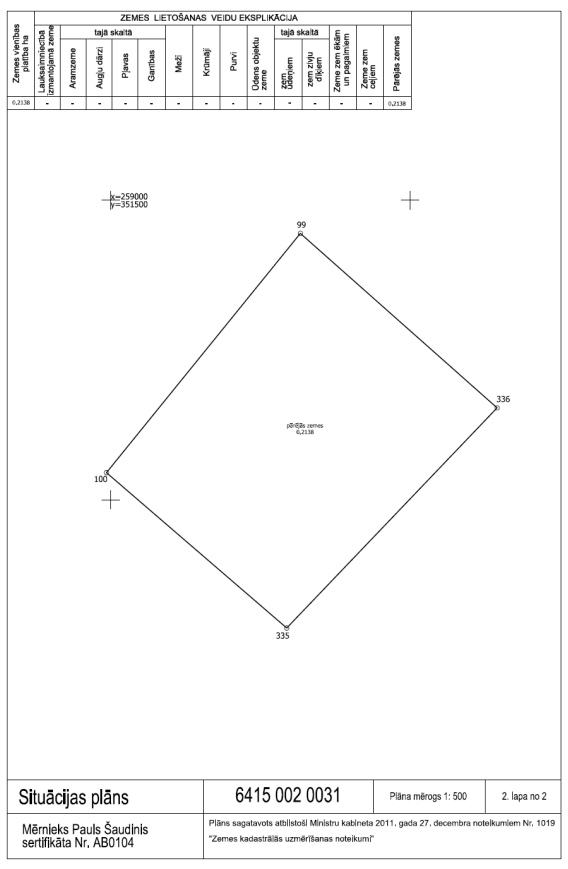 ZEMES LIETOŠANAS VEIDU EKSPLIKĀCIJA
Zemes vienības platība ha
Lauksaimniecībā izmantojamā zeme
tajā skaitā
Aramzeme
Augļu dārzi
Pļavas
Ganības
Meži
Krūmāji
Purvi
Ūdens objektu zeme
tajā skaitā
zem ūdeņiem
zem zivju dīķiem
Zeme zem ēkām un pagalmiem
Zeme zem ceļiem
Pārējās zemes
0,2138 - - - - - - - - - - - - - 0,2138
x=259000
y=351500
99
336
pārējās zemes
0,2138
100
335
Situācijas plāns
6415 002 0031
Plāna mērogs 1: 500
2. lapa no 2
Mērnieks Pauls Šaudinis
sertifikāta Nr. AB0104
Plāns sagatavots atbilstoši Ministru kabineta 2011. gada 27. decembra noteikumiem Nr. 1019
"Zemes kadastrālās uzmērīšanas noteikumi"